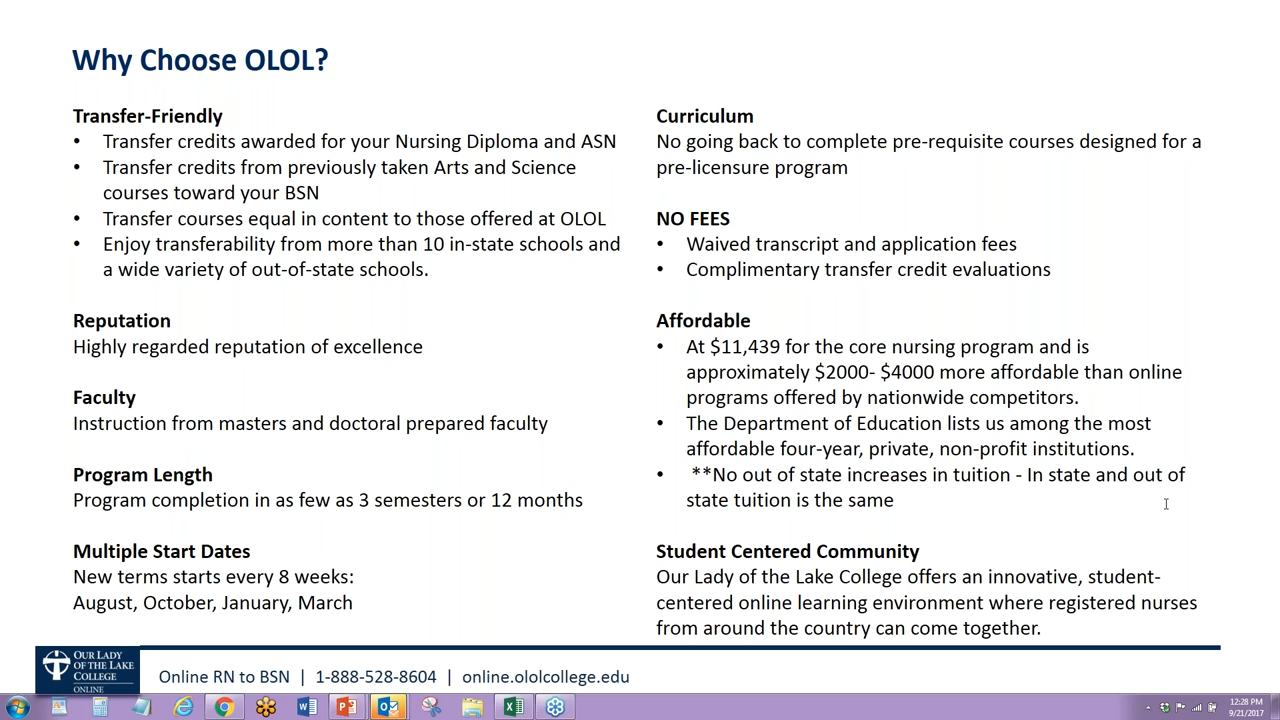 Why Choose OLOL?
Transfer-Friendly
• Transfer credits awarded for your Nursing Diploma and ASN
• Transfer credits from previously taken Arts and Science
courses toward your BSN
• Transfer courses equal in content to those offered at OLOL
• Enjoy transferability from more than 10 in-state schools and
a wide variety of out-of-state schools.
Reputation
Highly regarded reputation of excellence
Faculty
Instruction from masters and doctoral prepared faculty
Program Length
Program completion in as few as 3 semesters or 12 months
Multiple Start Dates
New terms starts every 8 weeks:
August, October, January, March
Curriculum
No going back to complete pre-requisite courses designed for a
pre-licensure program
NO FEES
• Waived transcript and application fees
• Complimentary transfer credit evaluations
Affordable
• At $11,439 for the core nursing program and is
approximately $2000- $4000 more affordable than online
programs offered by nationwide competitors.
• The Department of Education lists us among the most
affordable four-year, private, non-profit institutions.
• **No out of state increases in tuition - In state and out of
state tuition is the same
Student Centered Community
Our Lady of the Lake College offers an innovative, student-
centered online learning environment where registered nurses
from around the country can come together.
OUR LADY
OF THE LAKE
COLLEGE
ONLINE
Online RN to BSN | 1-888-528-8604 | online.ololcollege.edu
12:28 PM
9/21/2017